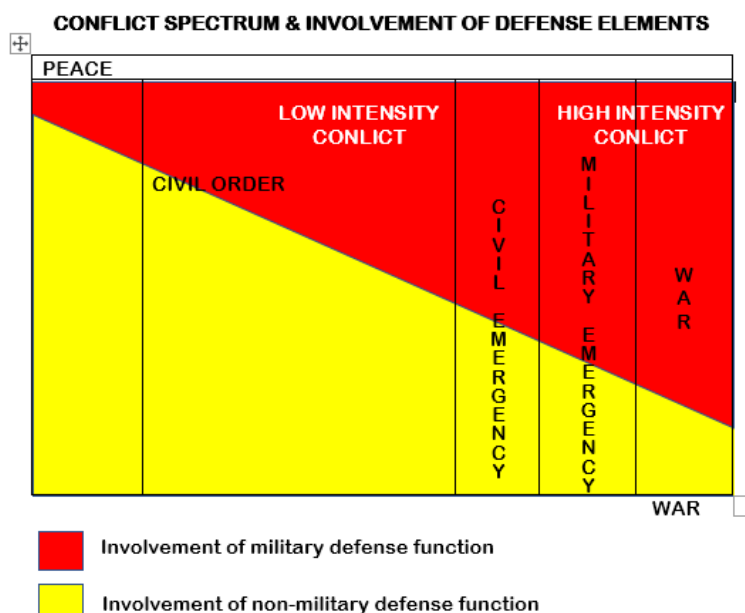 CONFLICT SPECTRUM & INVOLVEMENT OF DEFENSE ELEMENTS
PEACE
LOW INTENSITY
CONLICT
HIGH INTENSITY
CONLICT
CIVIL ORDER
CIVIL EMERGENCY
MILITARY EMERGENCY
WAR
WAR
Involvement of military defense function
Involvement of non-military defense function